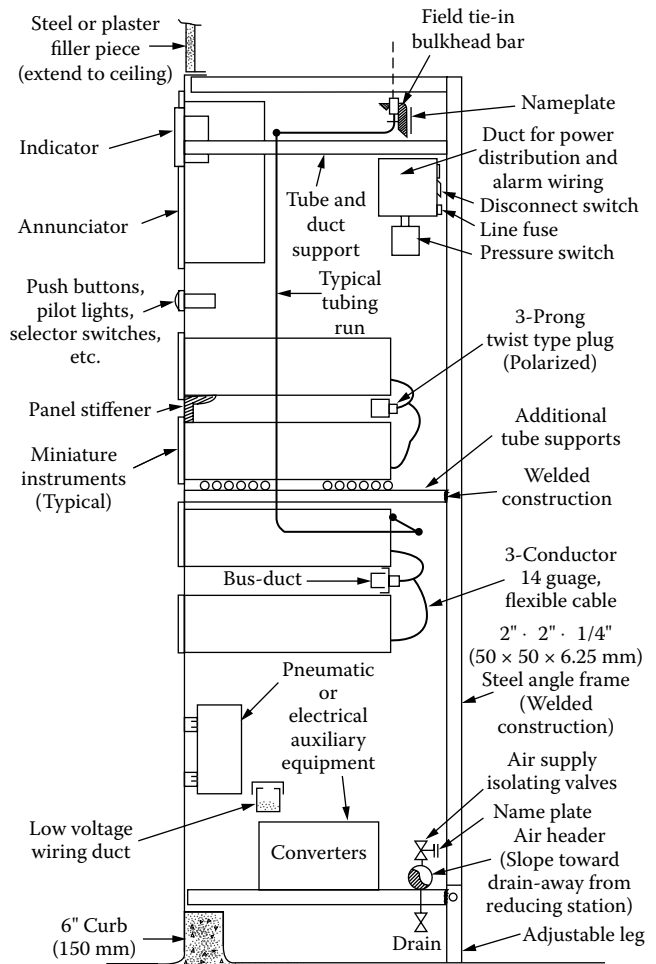 Steel or plaster
filler piece
(extend to ceiling)
Field tie-in
bulkhead bar
Nameplate
Indicator
Duct for power
distribution and
alarm wiring
Disconnect switch
Line fuse
Pressure switch
Tube and
duct
support
Annunciator
Typical
tubing
run
Push buttons,
pilot lights,
selector switches,
etc.
3-Prong
twist type plug
(Polarized)
Panel stiffener
Additional
tube supports
Miniature
instruments
(Typical)
Welded
construction
Bus-duct
3-Conductor
14 guage,
flexible cable
2" · 2" · 1/4"
(50 × 50 × 6.25 mm)
Steel angle frame
(Welded
construction)
Pneumatic
or
electrical
auxiliary
equipment
Air supply
isolating valves
Name plate
Air header
(Slope toward
drain-away from
reducing station)
Low voltage
wiring duct
Converters
6" Curb
(150 mm)
Drain
Adjustable leg